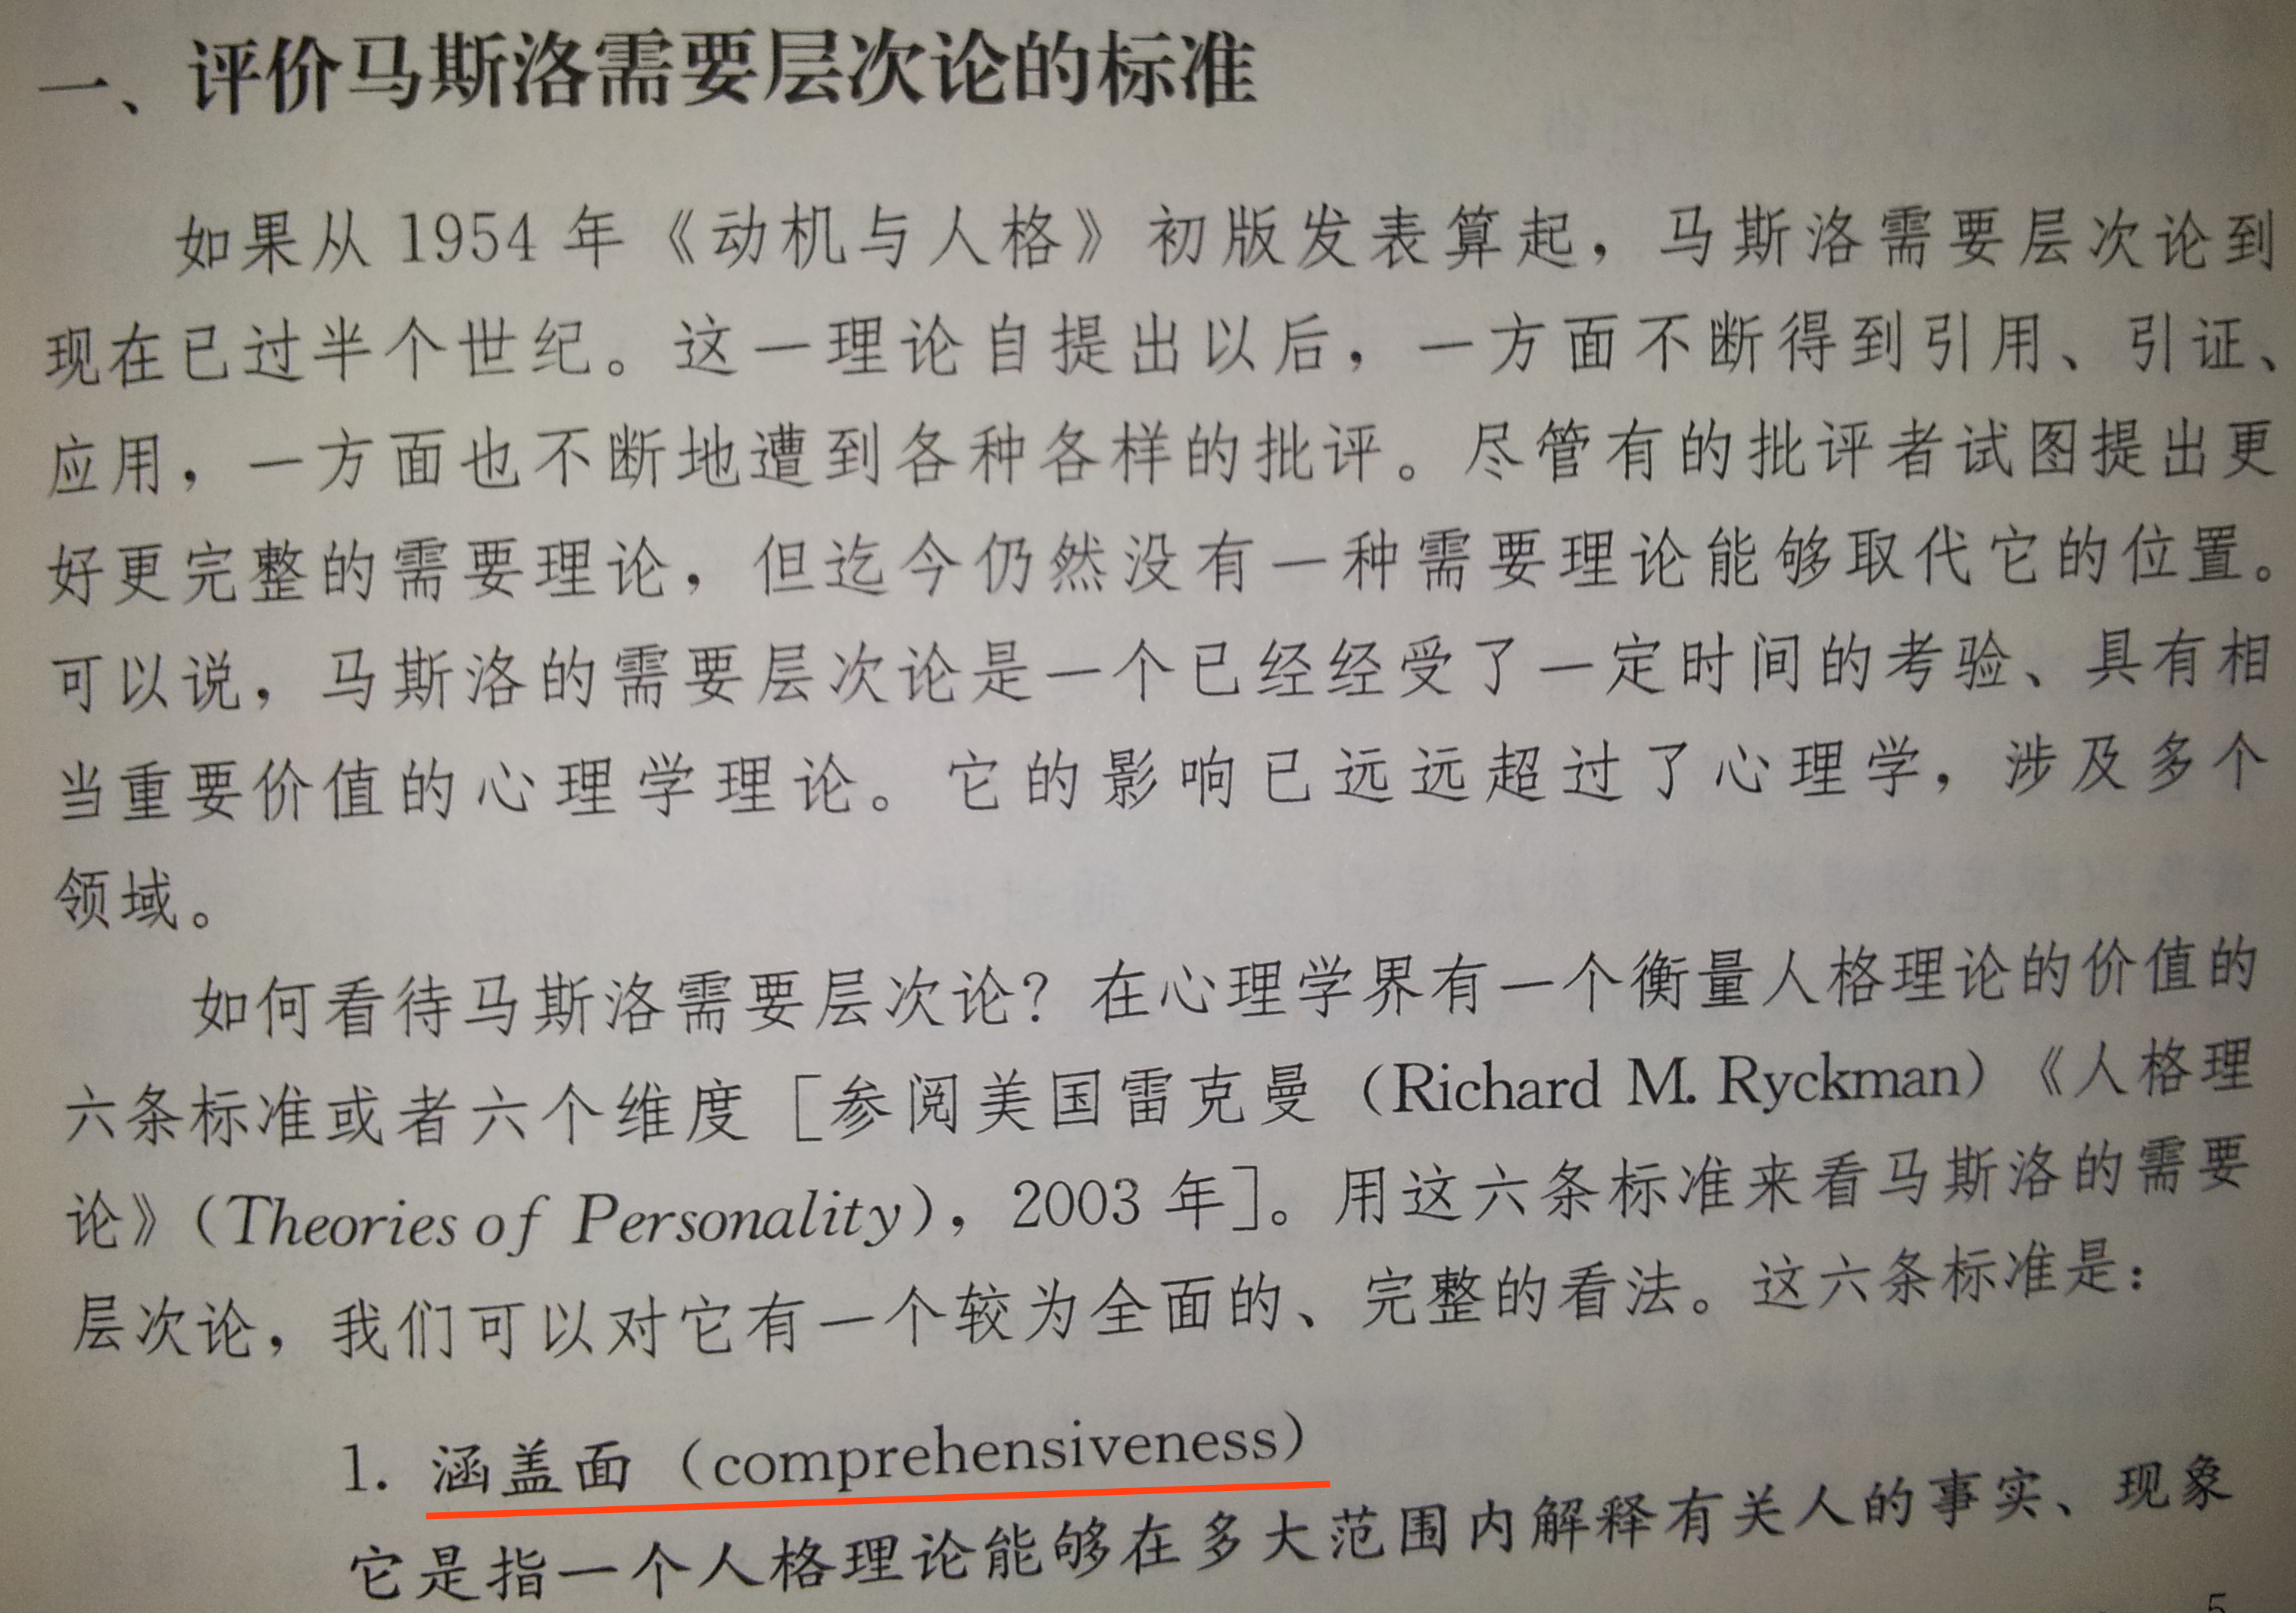 一、评价马斯洛需要层次论的标准
如果从 1954 年《动机与人格》初版发表算起，马斯洛需要层次论到
现在已过半个世纪。这一理论自提出以后，一方面不断得到引用、引证、
应用，一方面也不断地遭到各种各样的批评。尽管有的批评者试图提出更
好更完整的需要理论，但迄今仍然没有一种需要理论能够取代它的位置。
可以说，马斯洛的需要层次论是一个已经经受了一定时间的考验、具有相
当重要价值的心理学理论。它的影响已远远超过了心理学，涉及多个
领域。
如何看待马斯洛需要层次论？在心理学界有一个衡量人格理论的价值的
六条标准或者六个维度［参阅美国雷克曼（Richard M. Ryckman）《人格理
论》（Theories of Personality），2003 年］。用这六条标准来看马斯洛的需要
层次论，我们可以对它有一个较为全面的、完整的看法。这六条标准是：
1. 涵盖面（comprehensiveness）
它是指一个人格理论能够在多大范围内解释有关人的事实、现象
5